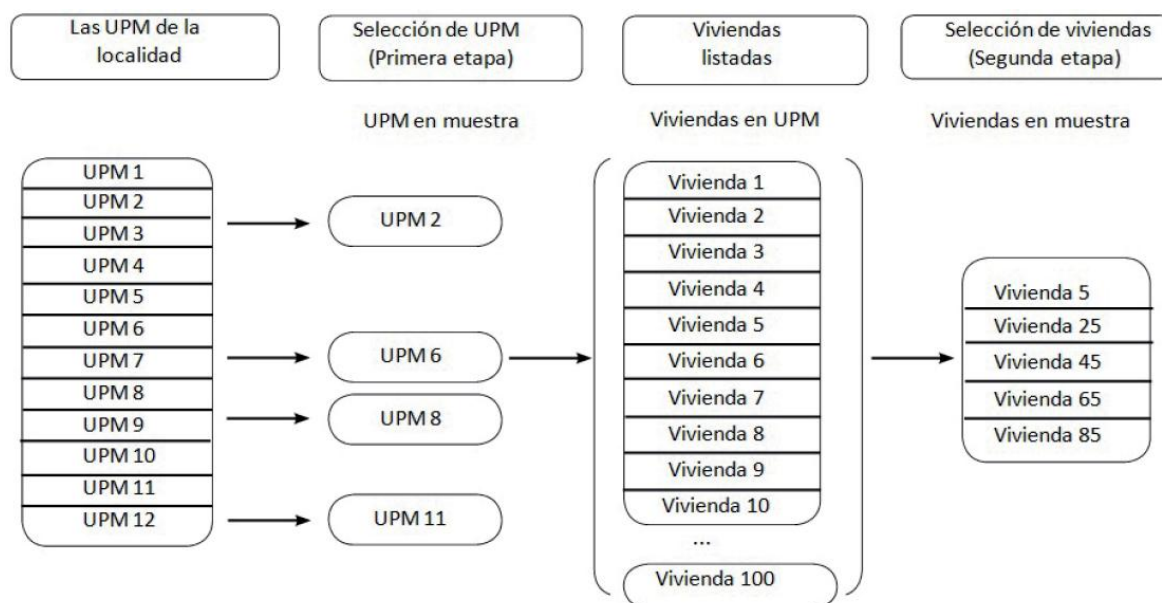 Las UPM de la
localidad
Selección de UPM
(Primera etapa)
Viviendas
listadas
Selección de viviendas
(Segunda etapa)
UPM en muestra
Viviendas en UPM
Viviendas en muestra
UPM 1
UPM 2
UPM 3
UPM 4
UPM 5
UPM 6
UPM 7
UPM 8
UPM 9
UPM 10
UPM 11
UPM 12
UPM 2
UPM 6
UPM 8
UPM 11
Vivienda 1
Vivienda 2
Vivienda 3
Vivienda 4
Vivienda 5
Vivienda 6
Vivienda 7
Vivienda 8
Vivienda 9
Vivienda 10
...
Vivienda 100
Vivienda 5
Vivienda 25
Vivienda 45
Vivienda 65
Vivienda 85